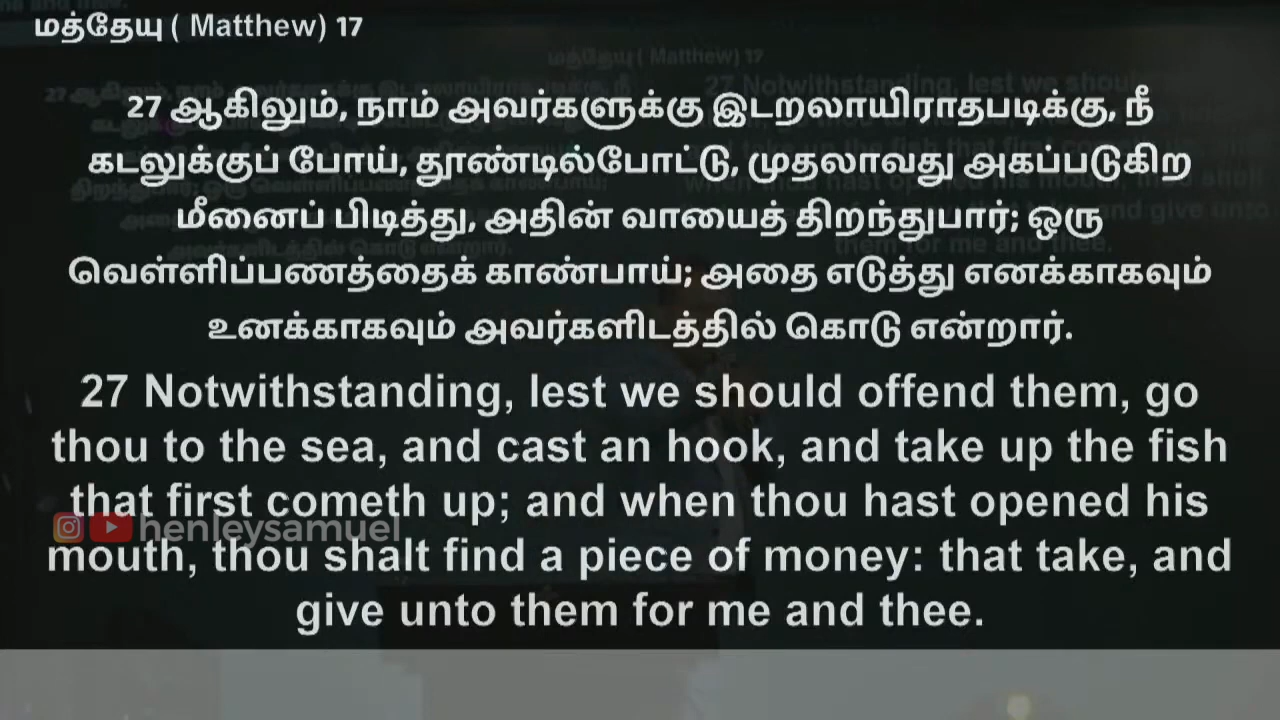 மத்தேயு ( Matthew) 17
27 ஆகிலும், நாம் அவர்களுக்கு இடறலாயிராதபடிக்கு, நீ
கடலுக்குப் போய், தூண்டில்போட்டு, முதலாவது அகப்படுகிற
மீனைப் பிடித்து, அதின் வாயைத் திறந்துபார்; ஒரு
வெள்ளிப்பணத்தைக் காண்பாய்; அதை எடுத்து எனக்காகவும்
உனக்காகவும் அவர்களிடத்தில் கொடு என்றார்.
27 Notwithstanding, lest we should offend them, go
thou to the sea, and cast an hook, and take up the fish
that first cometh up; and when thou hast opened his
henleysamuel
mouth, thou shalt find a piece of money: that take, and
give unto them for me and thee.